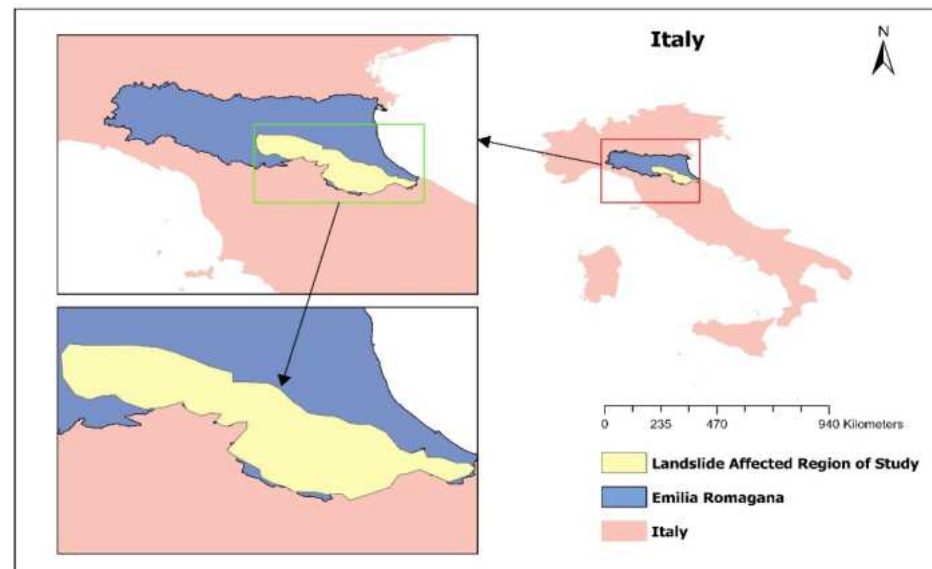 Italy
N
0 235 470 940 Kilometers
Landslide Affected Region of Study
Emilia Romagana
Italy